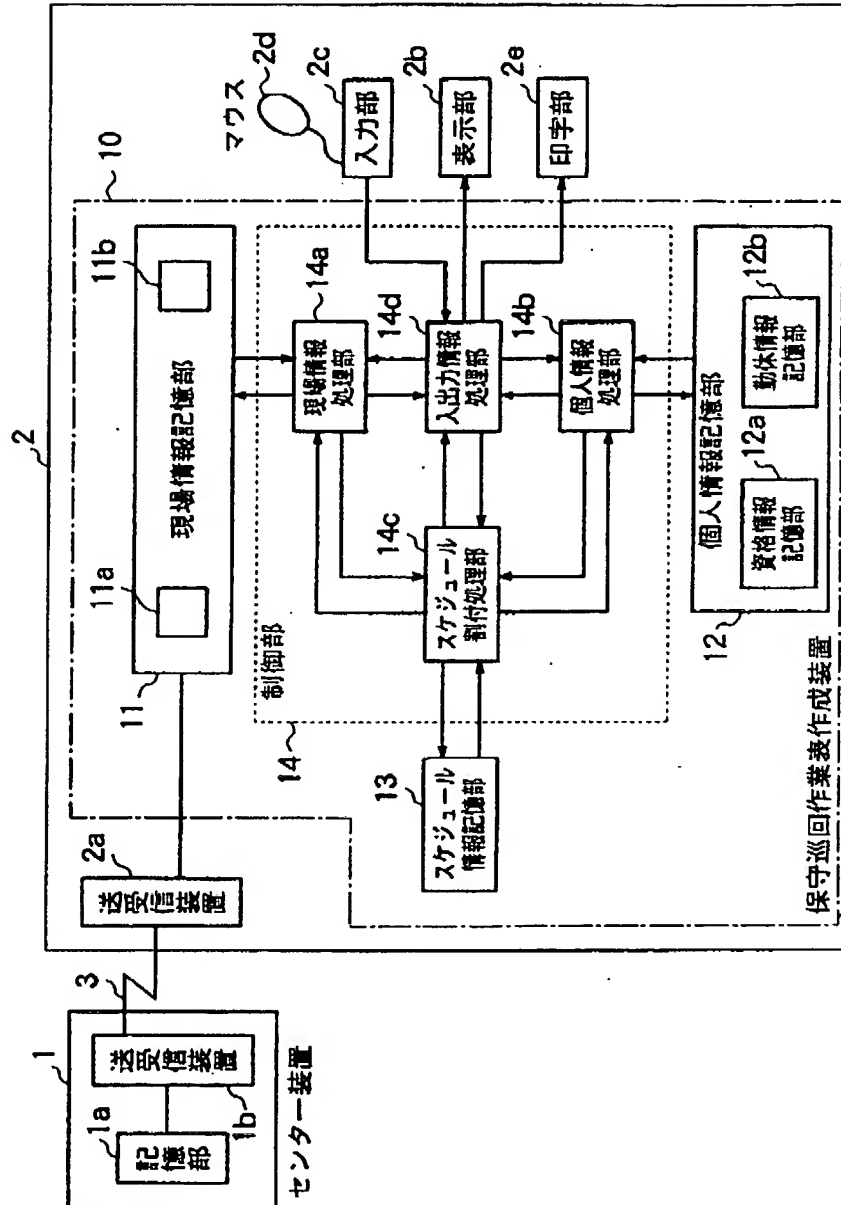 1
1a
記憶部
送受信装置
1b
センター装置
3
2
2a
送受信装置
10
11
11a
現場情報記憶部
11b
14
制御部
13
スケジュール
情報記憶部
14c
スケジュール
割付処理部
14a
現場情報
処理部
14d
入出力情報
処理部
14b
個人情報
処理部
12
個人情報記憶部
12a
資格情報
記憶部
12b
勤休情報
記憶部
保守巡回作業表作成装置
マウス
2d
2c
入力部
2b
表示部
2e
印字部